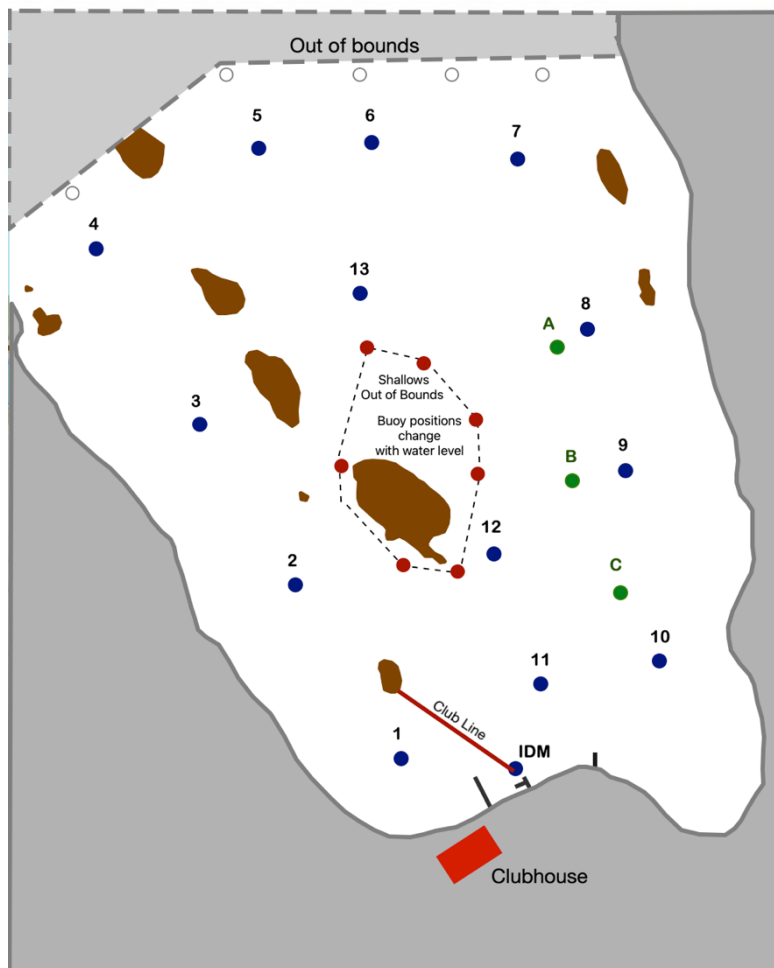 Out of bounds
5
6
7
4
13
8
A
Shallows
Out of Bounds
3
Buoy positions
change
with water level
B
9
12
2
C
10
11
Club Line
1
IDM
Clubhouse